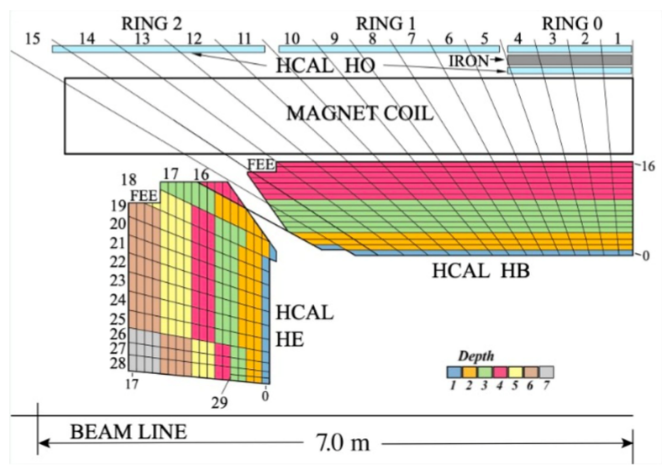 RING 2 RING 1 RING 0
15 14 13 12 11 10 9 8 7 6 5 4 3 2 1
HCAL HO IRON
MAGNET COIL
FEE 16
18 17 16
FEE
19
20
21
22
23
24
25
26
27
28
17 29 0
0
HCAL HB
HCAL
HE
Depth
1 2 3 4 5 6 7
BEAM LINE
7.0 m